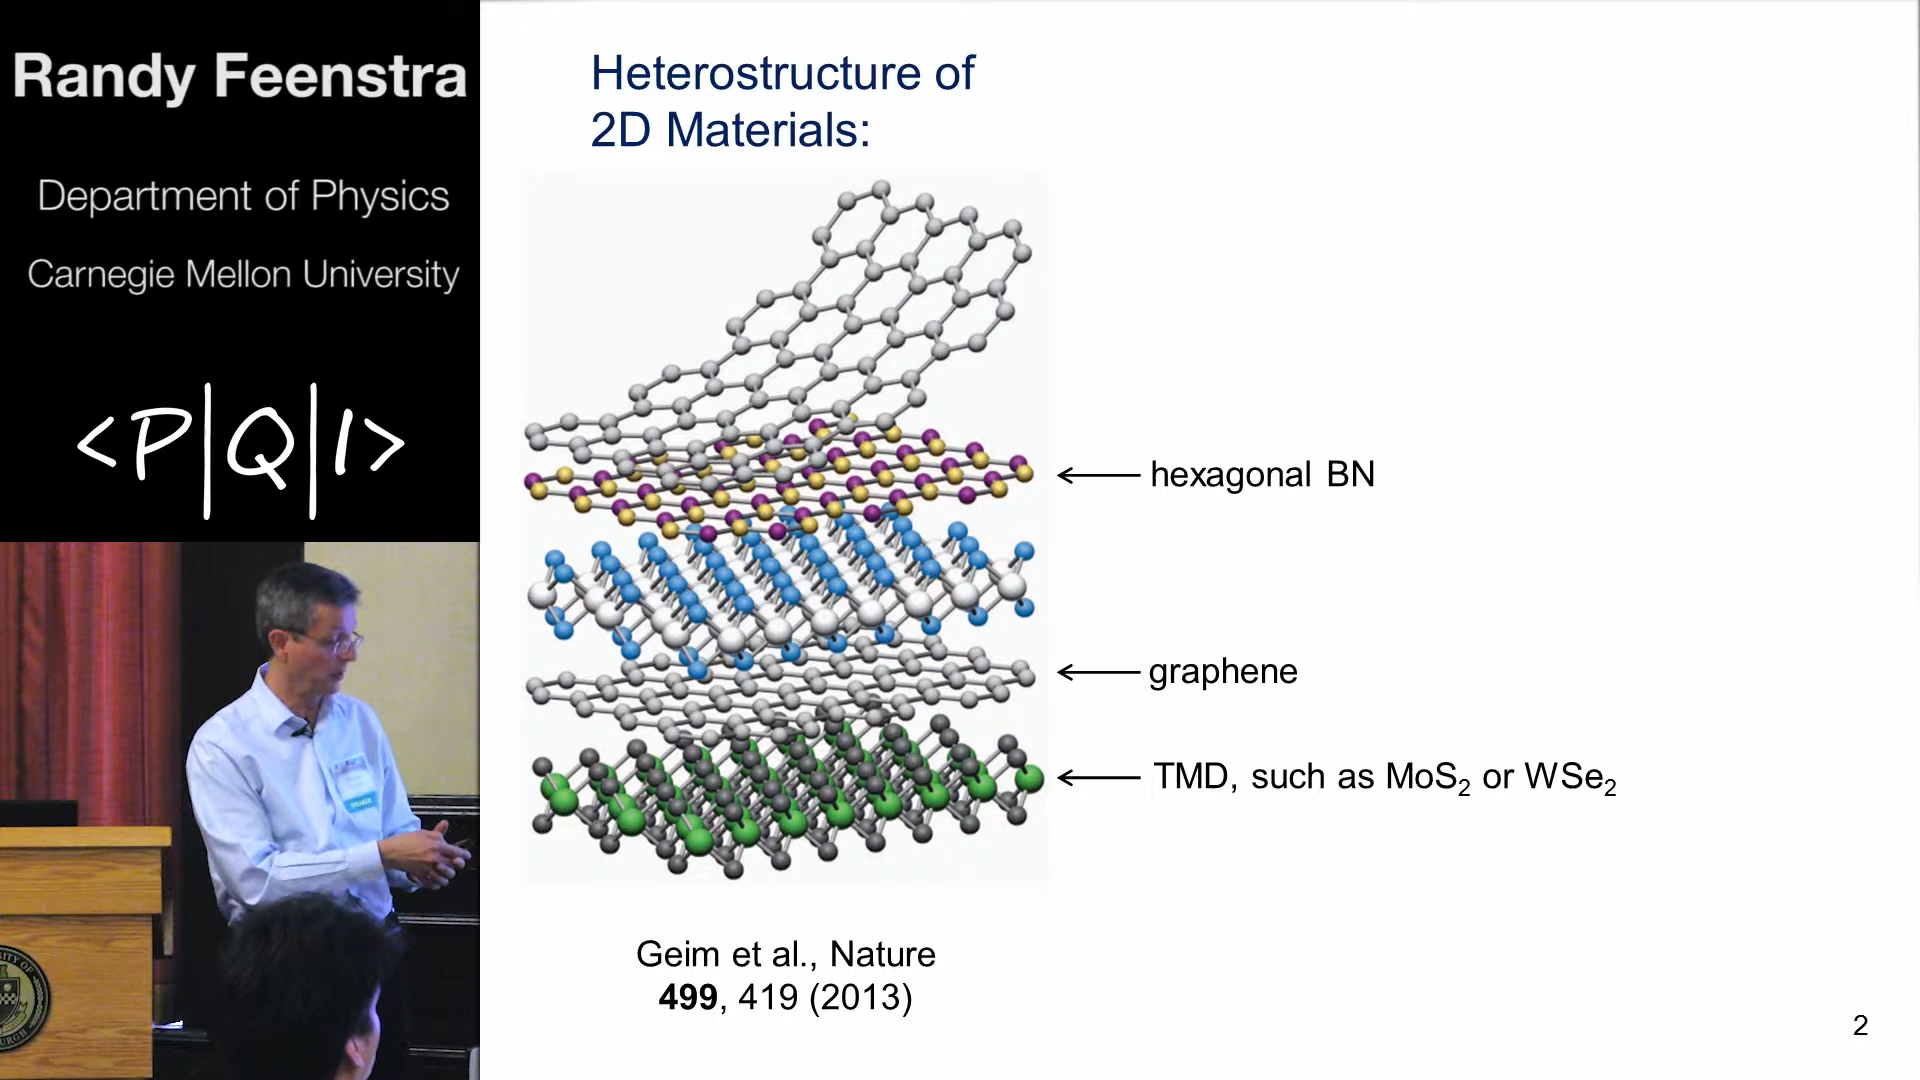 Randy Feenstra
Department of Physics
Carnegie Mellon University
<P|Q|I>
Heterostructure of
2D Materials:
hexagonal BN
graphene
TMD, such as MoS₂ or WSe₂
Geim et al., Nature
499, 419 (2013)
2
SPEAKER